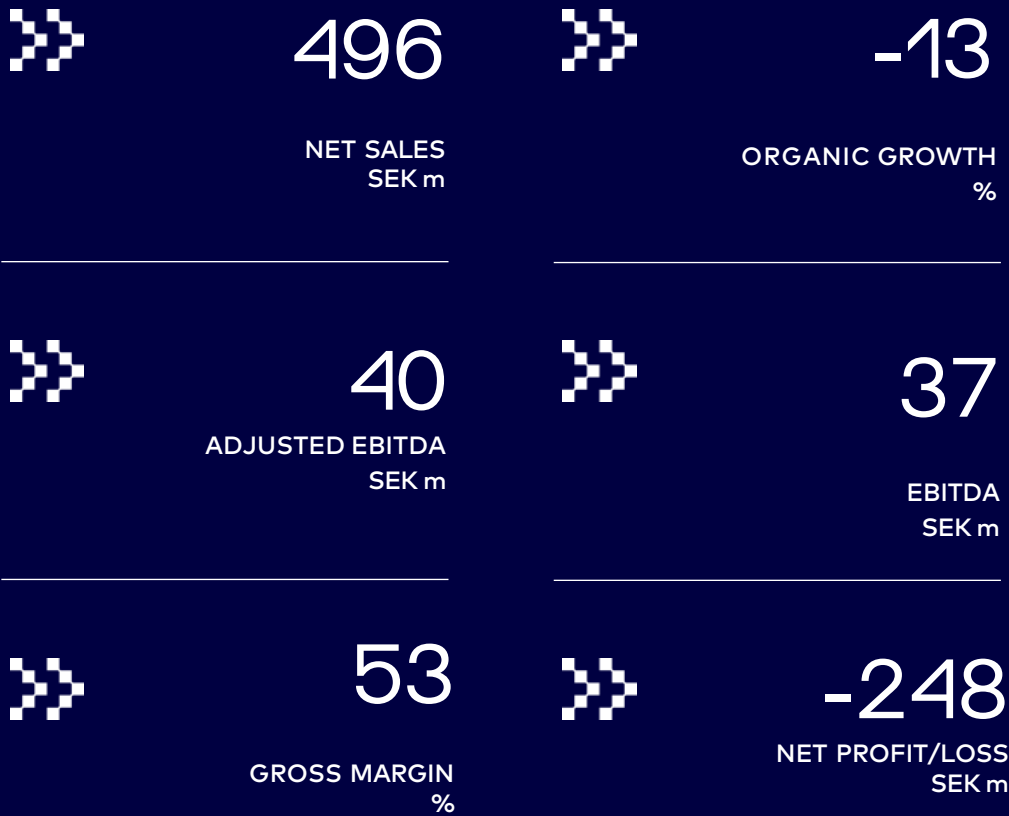 496
NET SALES
SEK m
-13
ORGANIC GROWTH
%
40
ADJUSTED EBITDA
SEK m
37
EBITDA
SEK m
53
GROSS MARGIN
%
-248
NET PROFIT/LOSS
SEK m